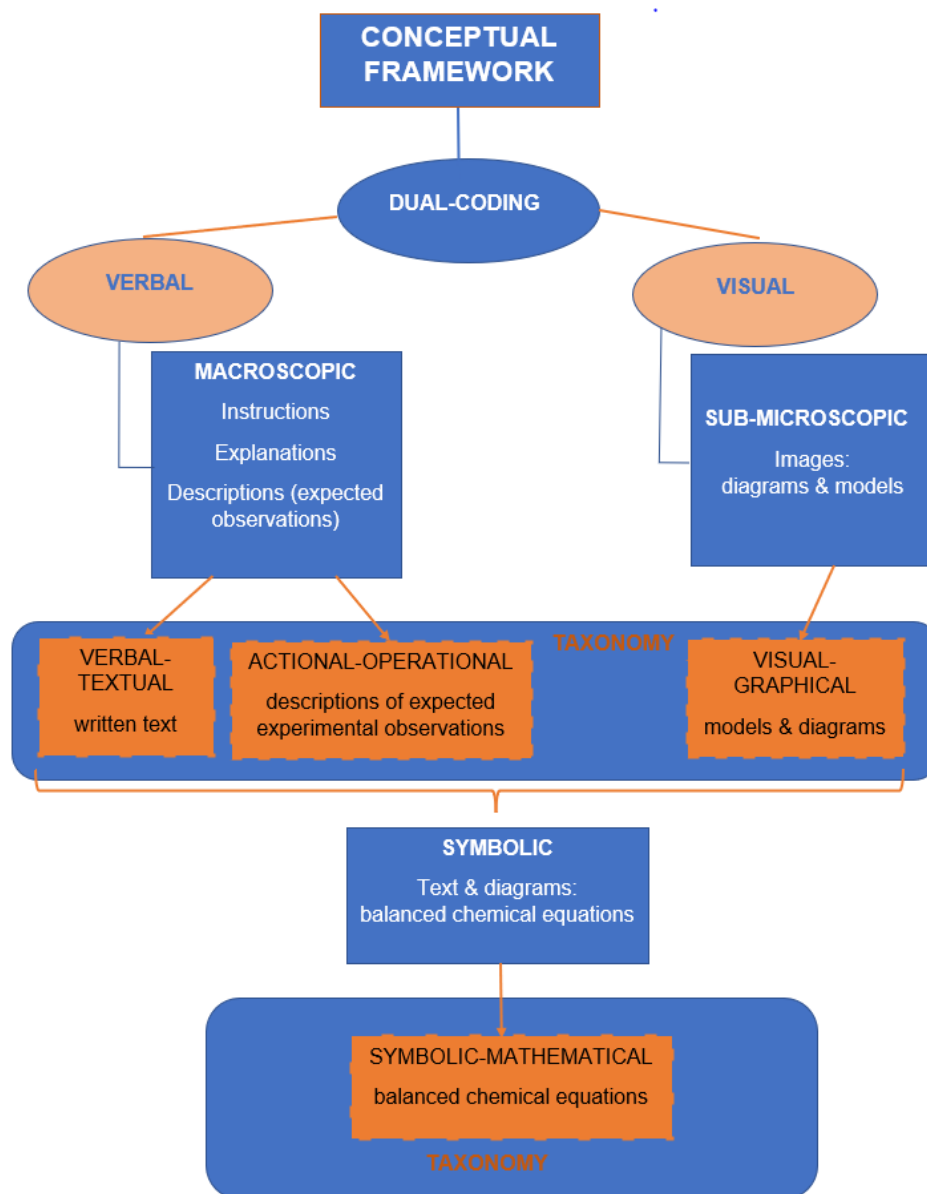 CONCEPTUAL
FRAMEWORK
DUAL-CODING
VERBAL
VISUAL
MACROSCOPIC
Instructions
Explanations
Descriptions (expected
observations)
SUB-MICROSCOPIC
Images:
diagrams & models
TAXONOMY
VERBAL-
TEXTUAL
written text
ACTIONAL-OPERATIONAL
descriptions of expected
experimental observations
VISUAL-
GRAPHICAL
models & diagrams
SYMBOLIC
Text & diagrams:
balanced chemical equations
SYMBOLIC-MATHEMATICAL
balanced chemical equations
TAXONOMY